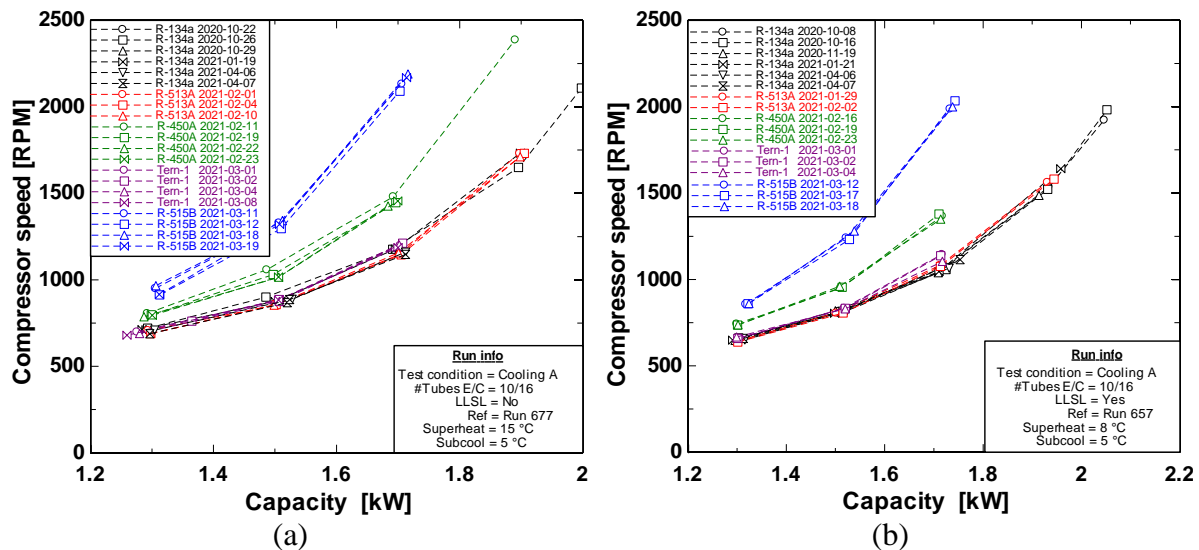 2500
2000
1500
1000
500
0
Compressor speed [RPM]
R-134a 2020-10-22
R-134a 2020-10-26
R-134a 2020-10-29
R-134a 2021-01-19
R-134a 2021-04-06
R-134a 2021-04-07
R-513A 2021-02-01
R-513A 2021-02-04
R-513A 2021-02-10
R-450A 2021-02-11
R-450A 2021-02-19
R-450A 2021-02-22
R-450A 2021-02-23
Tern-1 2021-03-01
Tern-1 2021-03-02
Tern-1 2021-03-04
Tern-1 2021-03-08
R-515B 2021-03-11
R-515B 2021-03-12
R-515B 2021-03-18
R-515B 2021-03-19
Run info
Test condition = Cooling A
#Tubes E/C = 10/16
LLSL = No
Ref = Run 677
Superheat = 15 °C
Subcool = 5 °C
1.2 1.4 1.6 1.8 2
Capacity [kW]
(a)
2500
2000
1500
1000
500
0
Compressor speed [RPM]
R-134a 2020-10-08
R-134a 2020-10-16
R-134a 2020-11-19
R-134a 2021-01-21
R-134a 2021-04-06
R-134a 2021-04-07
R-513A 2021-01-29
R-513A 2021-02-02
R-450A 2021-02-16
R-450A 2021-02-19
R-450A 2021-02-23
Tern-1 2021-03-01
Tern-1 2021-03-02
Tern-1 2021-03-04
R-515B 2021-03-12
R-515B 2021-03-17
R-515B 2021-03-18
Run info
Test condition = Cooling A
#Tubes E/C = 10/16
LLSL = Yes
Ref = Run 657
Superheat = 8 °C
Subcool = 5 °C
1.2 1.4 1.6 1.8 2 2.2
Capacity [kW]
(b)